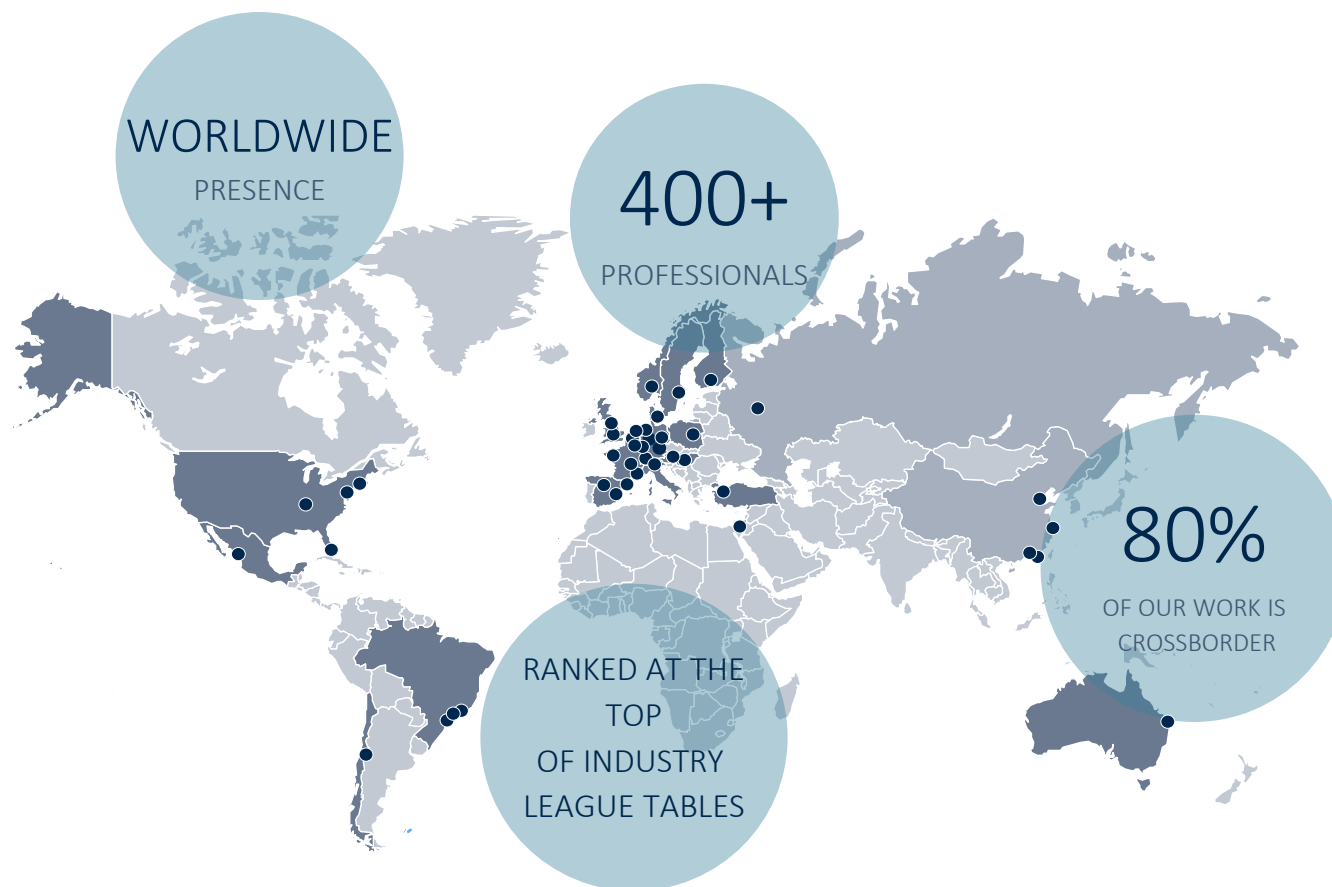 WORLDWIDE
PRESENCE
400+
PROFESSIONALS
80%
OF OUR WORK IS
CROSSBORDER
RANKED AT THE
TOP
OF INDUSTRY
LEAGUE TABLES